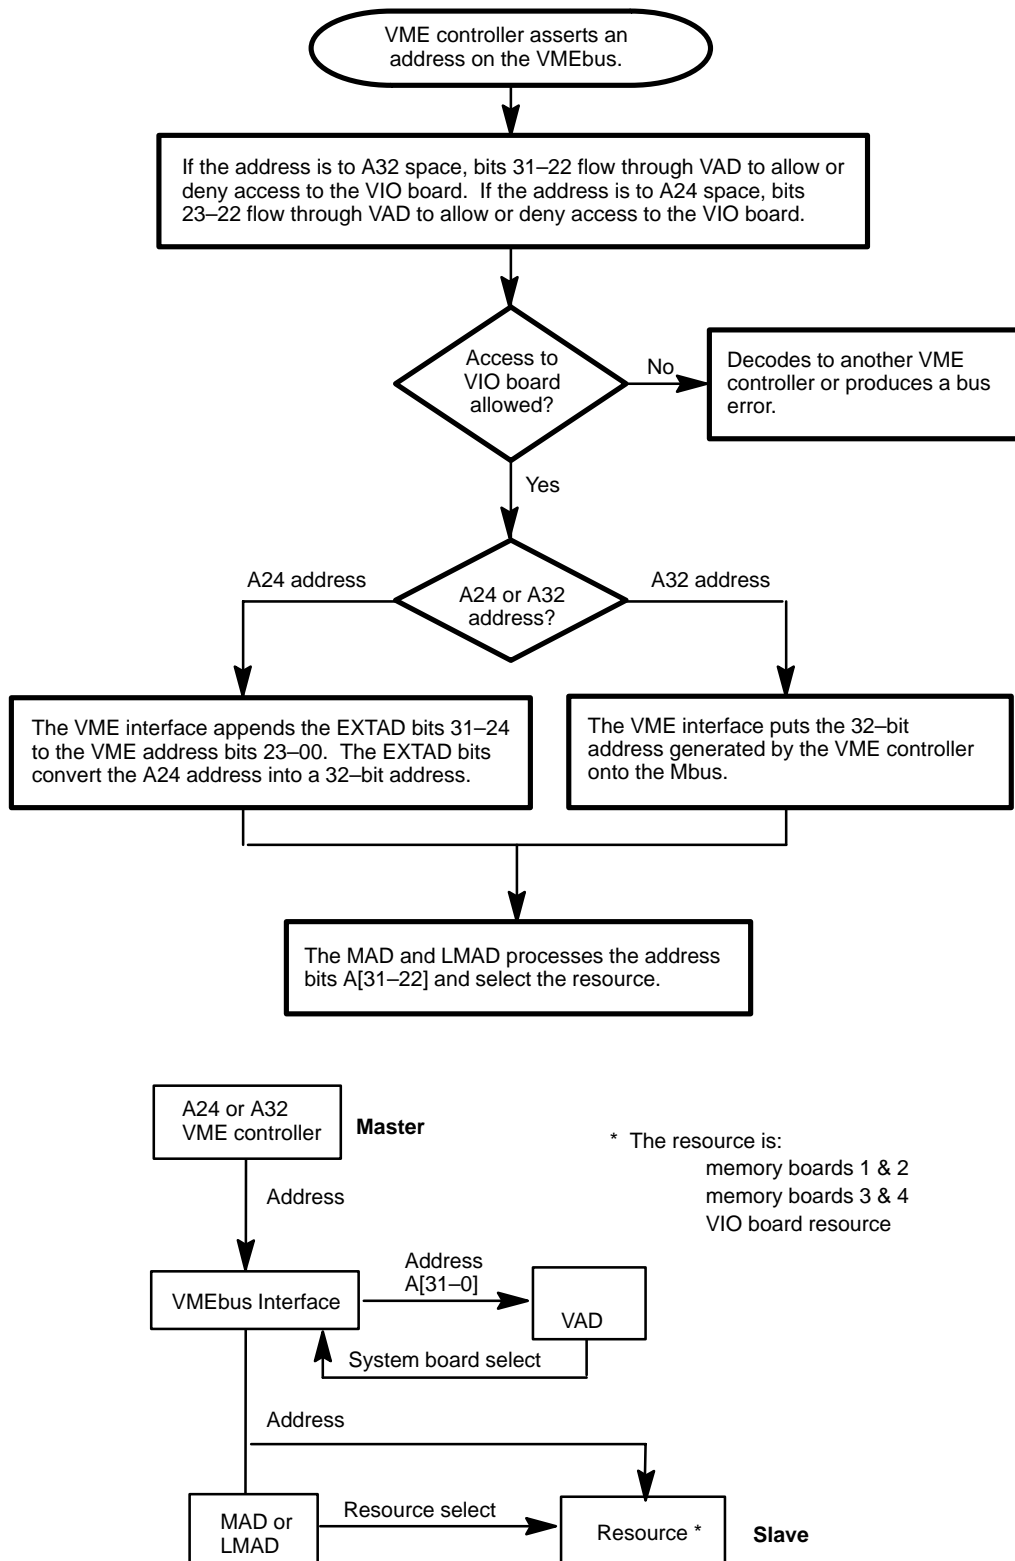 VME controller asserts an
address on the VMEbus.
If the address is to A32 space, bits 31–22 flow through VAD to allow or
deny access to the VIO board.  If the address is to A24 space, bits
23–22 flow through VAD to allow or deny access to the VIO board.
Access to
VIO board
allowed?
No
Decodes to another VME
controller or produces a bus
error.
Yes
A24 address
A24 or A32
address?
A32 address
The VME interface appends the EXTAD bits 31–24
to the VME address bits 23–00.  The EXTAD bits
convert the A24 address into a 32–bit address.
The VME interface puts the 32–bit
address generated by the VME controller
onto the Mbus.
The MAD and LMAD processes the address
bits A[31–22] and select the resource.
A24 or A32
VME controller
Master
* The resource is:
memory boards 1 & 2
memory boards 3 & 4
VIO board resource
Address
VMEbus Interface
Address
A[31–0]
VAD
System board select
Address
MAD or
LMAD
Resource select
Resource *
Slave